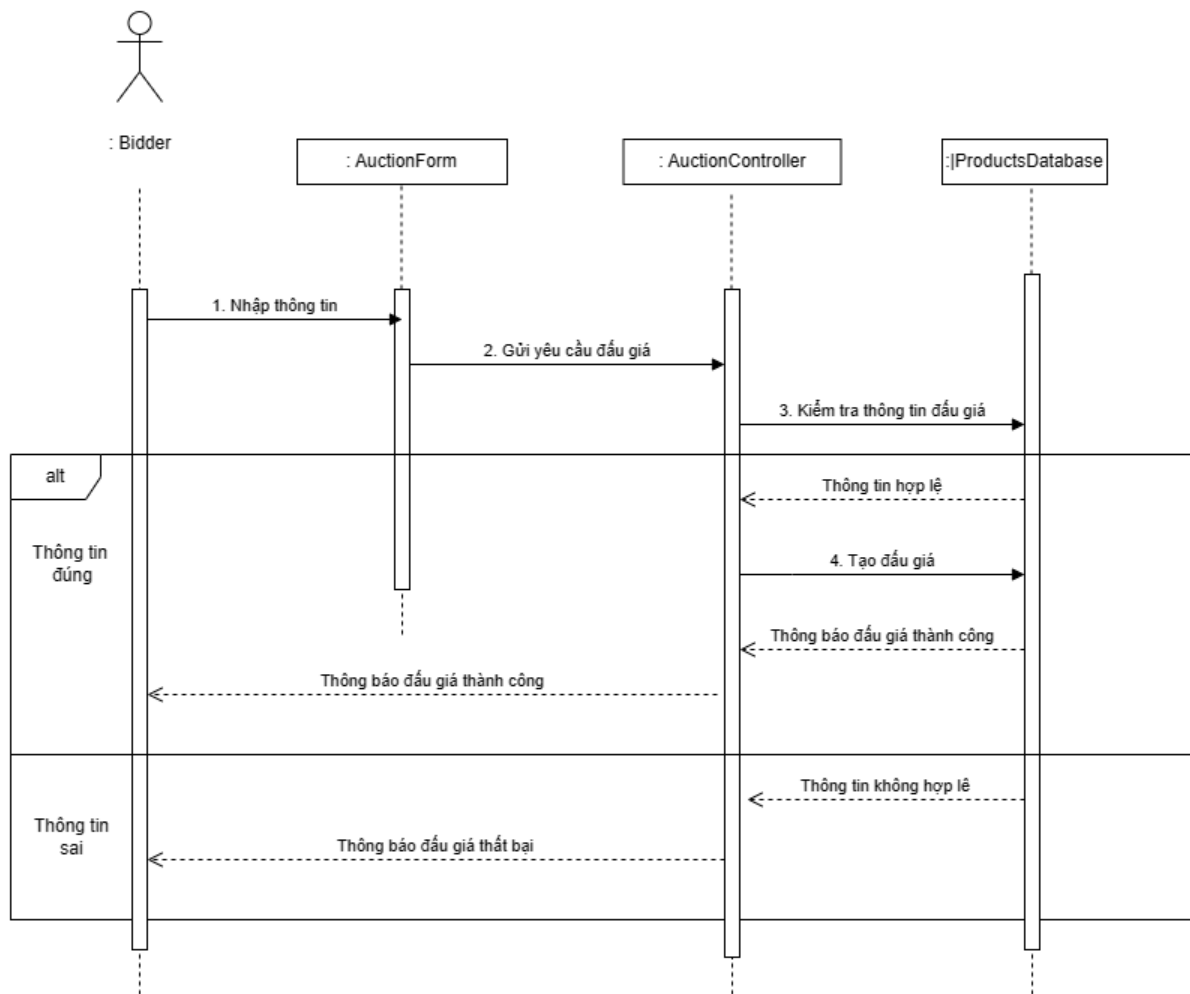 : Bidder
: AuctionForm
: AuctionController
:|ProductsDatabase
1. Nhập thông tin
2. Gửi yêu cầu đấu giá
3. Kiểm tra thông tin đấu giá
alt
Thông tin hợp lệ
Thông tin
đúng
4. Tạo đấu giá
Thông báo đấu giá thành công
Thông báo đấu giá thành công
Thông tin không hợp lê
Thông tin
sai
Thông báo đấu giá thất bại